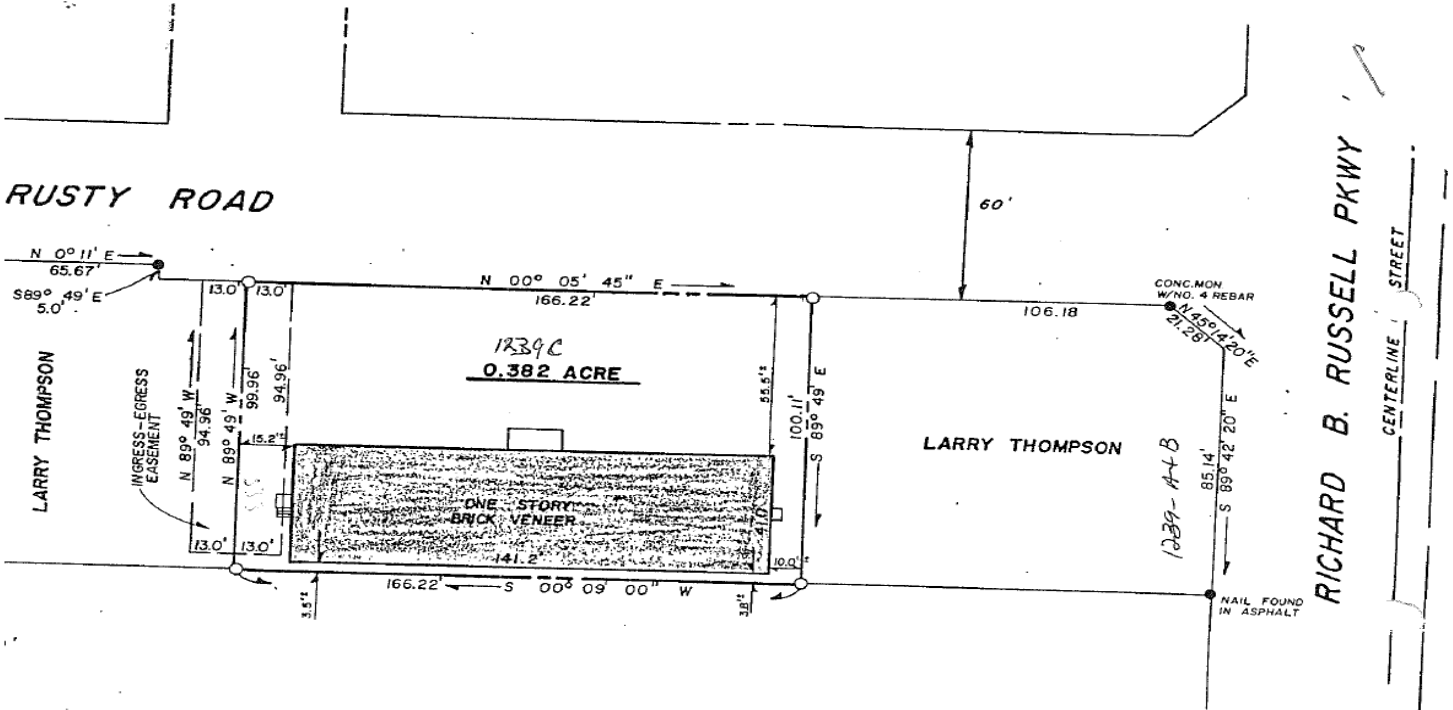 RUSTY ROAD
N 0° 11' E
65.67'
S89° 49' E
5.0'
13.0' 13.0'
N 00° 05' 45" E
166.22'
60'
106.18
CONC.MON
W/NO. 4 REBAR
N 45° 14' 20" E
21.28'
1239C
0.382 ACRE
LARRY THOMPSON
INGRESS-EGRESS
EASEMENT
N 89° 49' W
94.96'
N 89° 49' W
99.96'
94.96'
15.2'±
55.5'±
100.11'
S 89° 49' E
LARRY THOMPSON
1239-A+B
85.14'
S 89° 42' 20" E
ONE STORY
BRICK VENEER
41.0'
141.2'
10.0'±
13.0' 13.0'
166.22'
S 00° 09' 00" W
3.5'±
3.8'±
NAIL FOUND
IN ASPHALT
RICHARD B. RUSSELL PKWY
CENTERLINE STREET